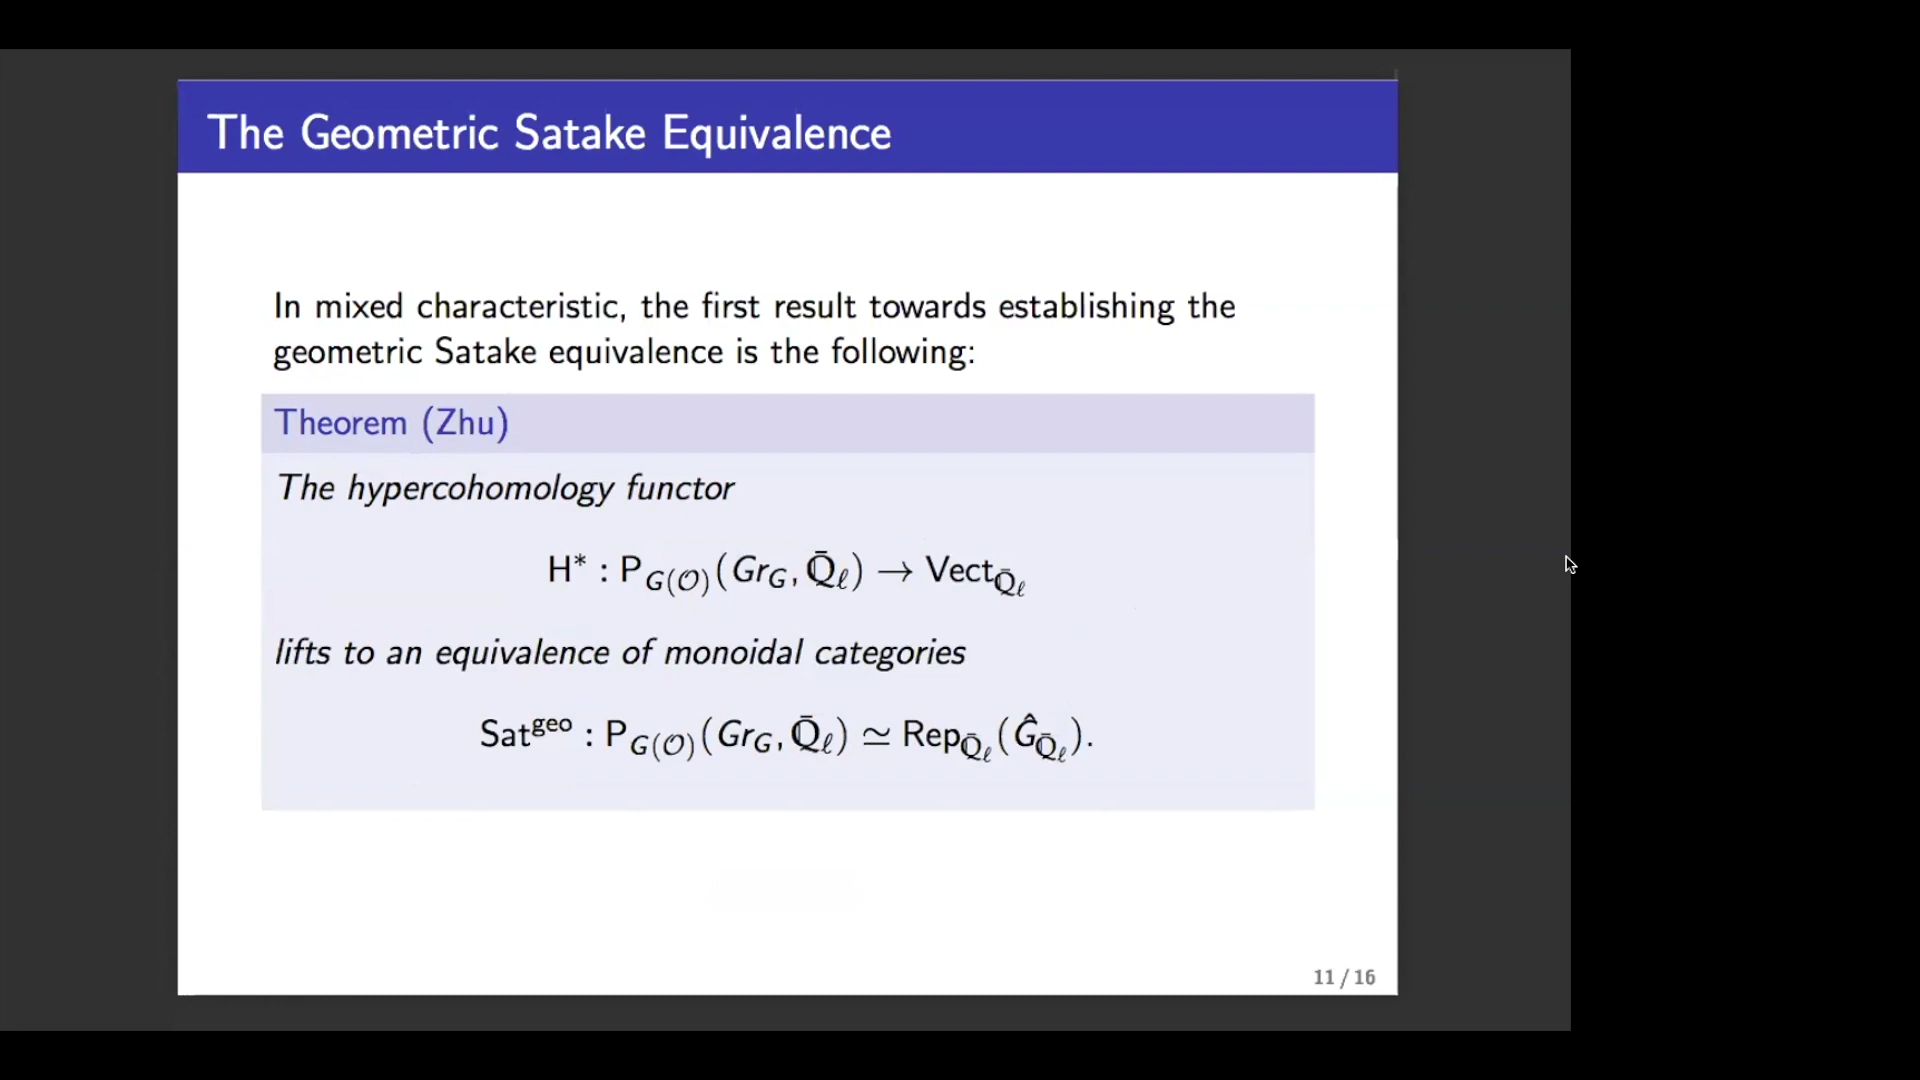 The Geometric Satake Equivalence
In mixed characteristic, the first result towards establishing the
geometric Satake equivalence is the following:
Theorem (Zhu)
The hypercohomology functor
H* : P_{G(𝒪)}(Gr_G, Q̄_ℓ) → Vect_{Q̄_ℓ}
lifts to an equivalence of monoidal categories
Sat^{geo} : P_{G(𝒪)}(Gr_G, Q̄_ℓ) ≃ Rep_{Q̄_ℓ}(Ĝ_{Q̄_ℓ}).
11 / 16